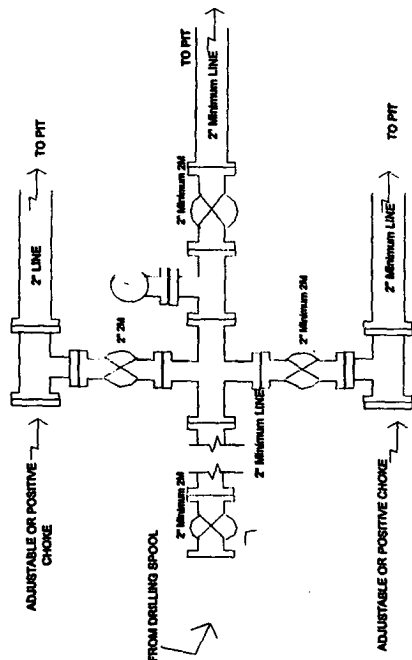 TO PIT
2" LINE
ADJUSTABLE OR POSITIVE
CHOKE
2" 2M
TO PIT
2" Minimum LINE
2" Minimum 2M
2" Minimum 2M
2" Minimum LINE
FROM DRILLING SPOOL
2" Minimum 2M
TO PIT
2" Minimum LINE
ADJUSTABLE OR POSITIVE CHOKE